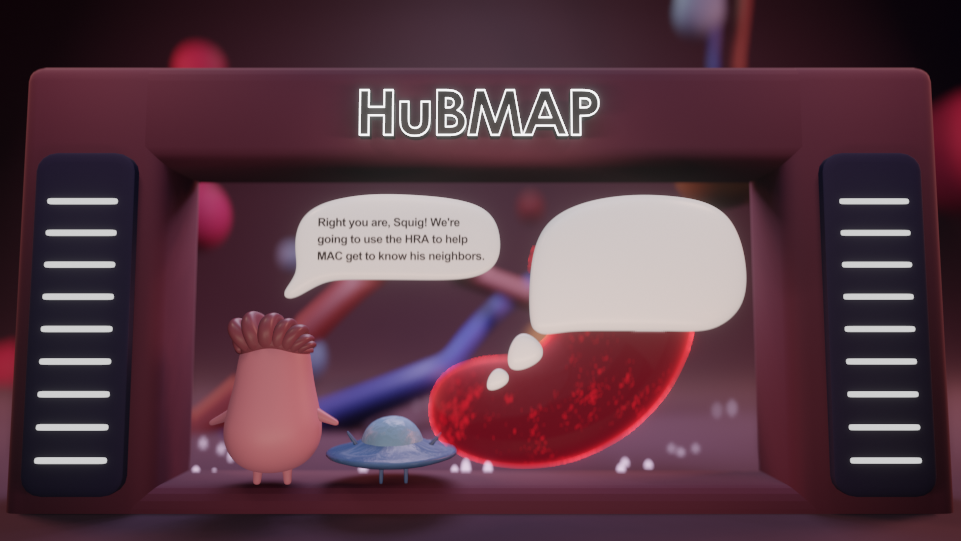 HuBMAP
Right you are, Squig! We're
going to use the HRA to help
MAC get to know his neighbors.